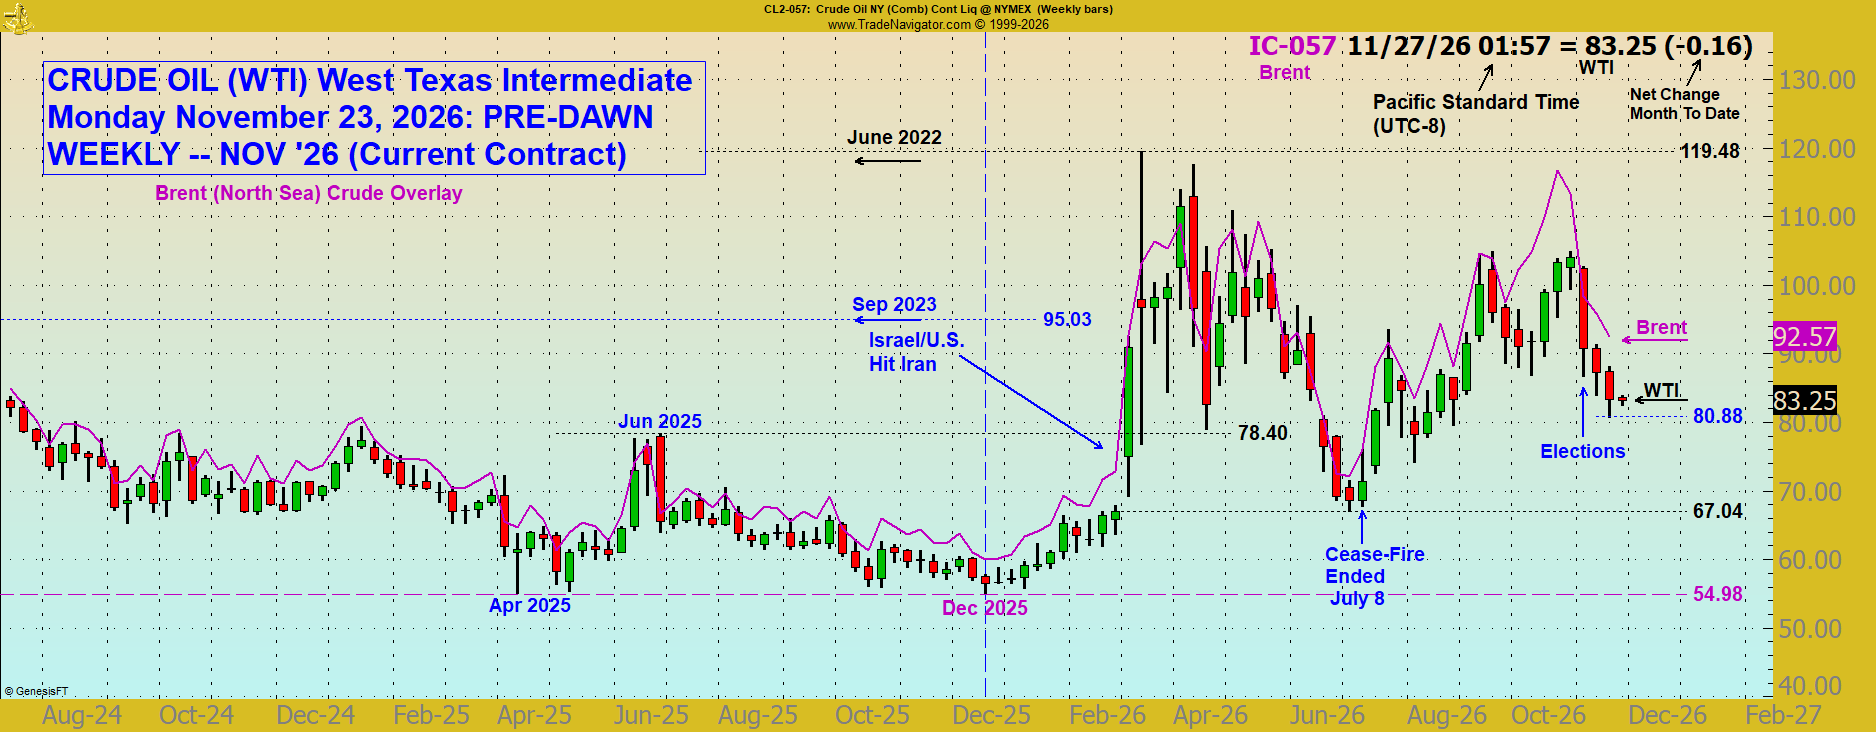 CL2-057: Crude Oil NY (Comb) Cont Liq @ NYMEX (Weekly bars)
www.TradeNavigator.com © 1999-2026
IC-057 11/27/26 01:57 = 83.25 (-0.16)
Brent
WTI
Pacific Standard Time
(UTC-8)
Net Change
Month To Date
CRUDE OIL (WTI) West Texas Intermediate
Monday November 23, 2026: PRE-DAWN
WEEKLY -- NOV '26 (Current Contract)
Brent (North Sea) Crude Overlay
June 2022
119.48
Sep 2023
95.03
Israel/U.S.
Hit Iran
Brent
WTI
80.88
Elections
Jun 2025
78.40
67.04
Cease-Fire
Ended
July 8
Apr 2025
Dec 2025
54.98
130.00
120.00
110.00
100.00
92.57
90.00
83.25
80.00
70.00
60.00
50.00
40.00
© GenesisFT
Aug-24 Oct-24 Dec-24 Feb-25 Apr-25 Jun-25 Aug-25 Oct-25 Dec-25 Feb-26 Apr-26 Jun-26 Aug-26 Oct-26 Dec-26 Feb-27